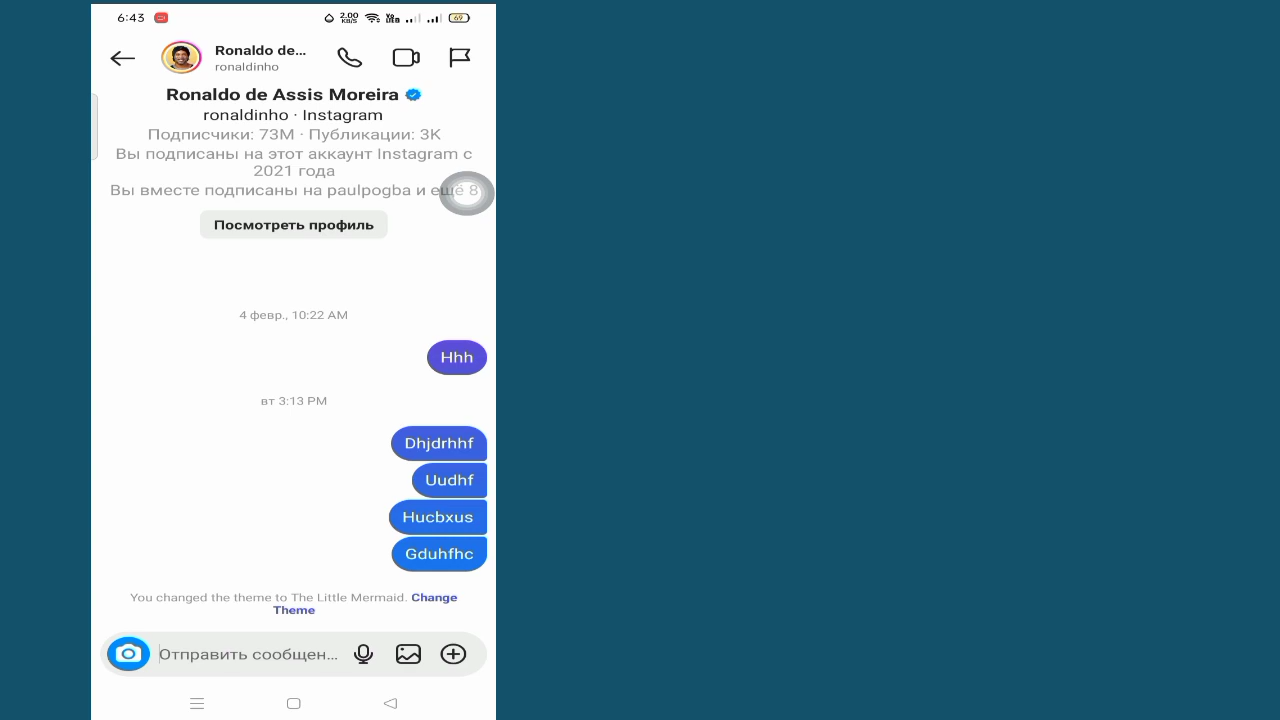 6:43
2.00 KB/S
Vo LTE
69
Ronaldo de...
ronaldinho
Ronaldo de Assis Moreira
ronaldinho · Instagram
Подписчики: 73M · Публикации: 3K
Вы подписаны на этот аккаунт Instagram с
2021 года
Вы вместе подписаны на paulpogba и ещё 8
Посмотреть профиль
4 февр., 10:22 AM
Hhh
вт 3:13 PM
Dhjdrhhf
Uudhf
Hucbxus
Gduhfhc
You changed the theme to The Little Mermaid. Change
Theme
Отправить сообщен...